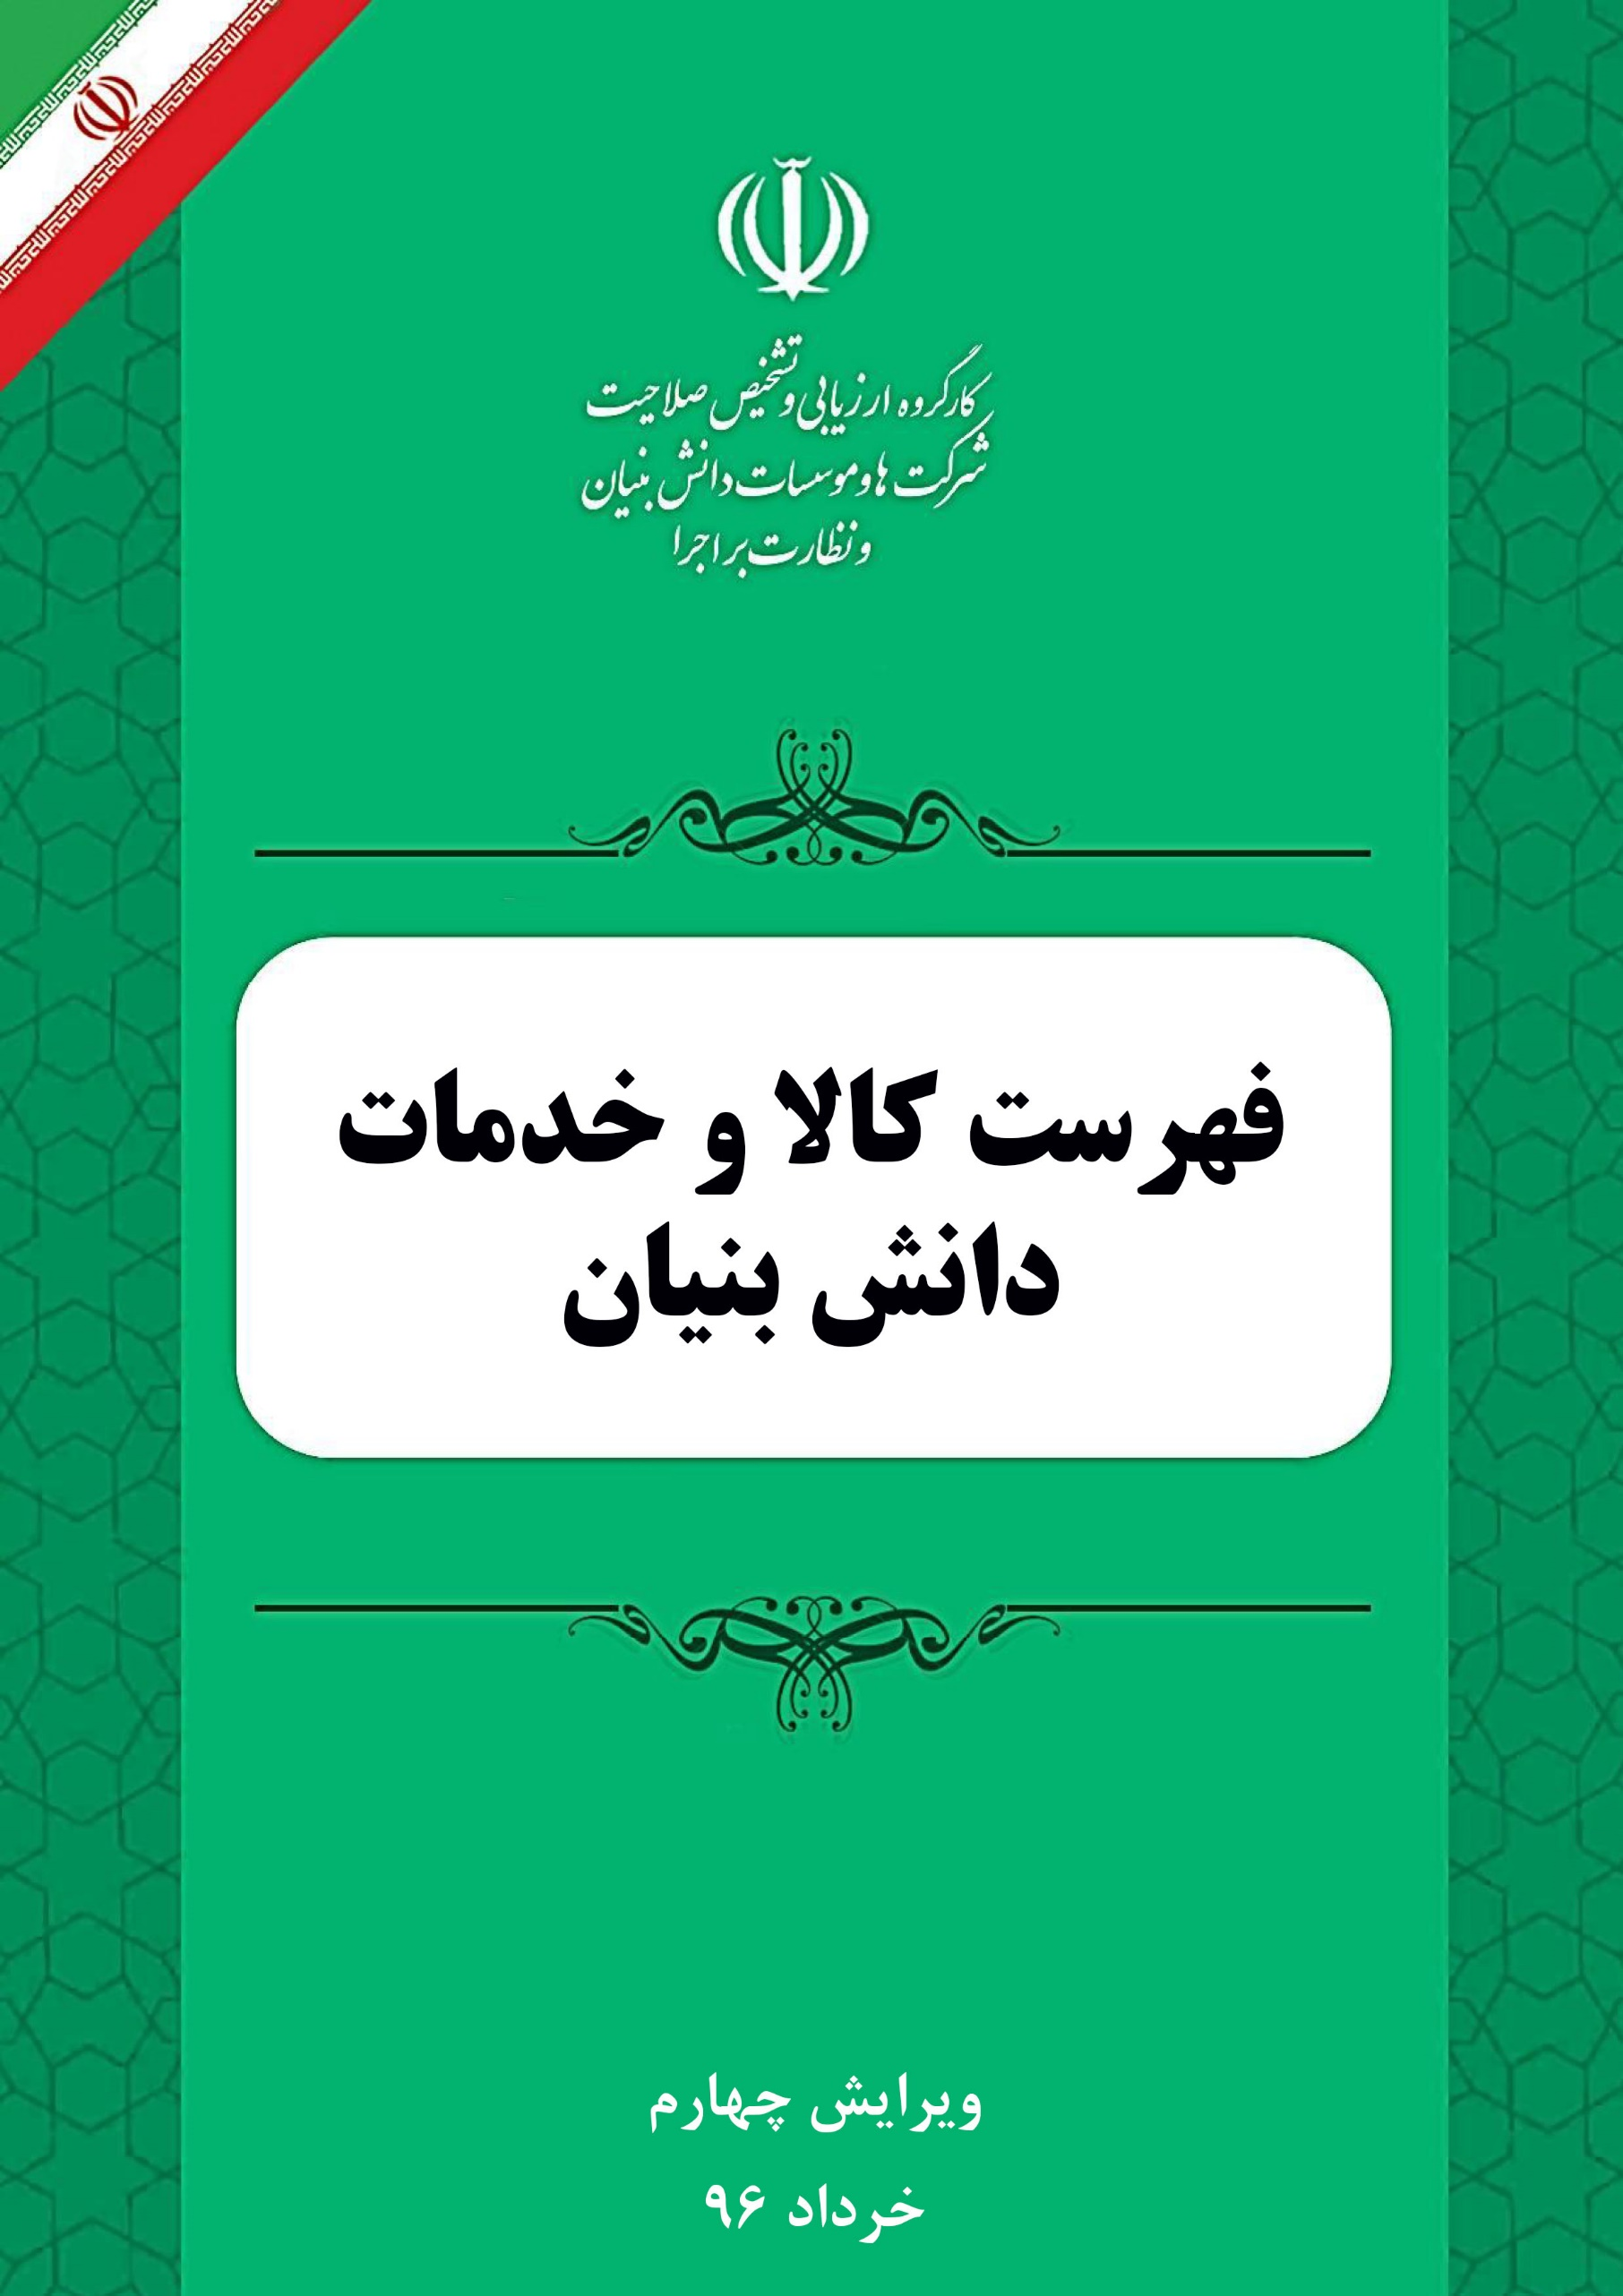 کارگروه ارزیابی و تشخیص صلاحیت
شرکت ها و موسسات دانش بنیان
و نظارت بر اجرا
فهرست کالا و خدمات
دانش بنیان
ویرایش چهارم
خرداد ۹۶